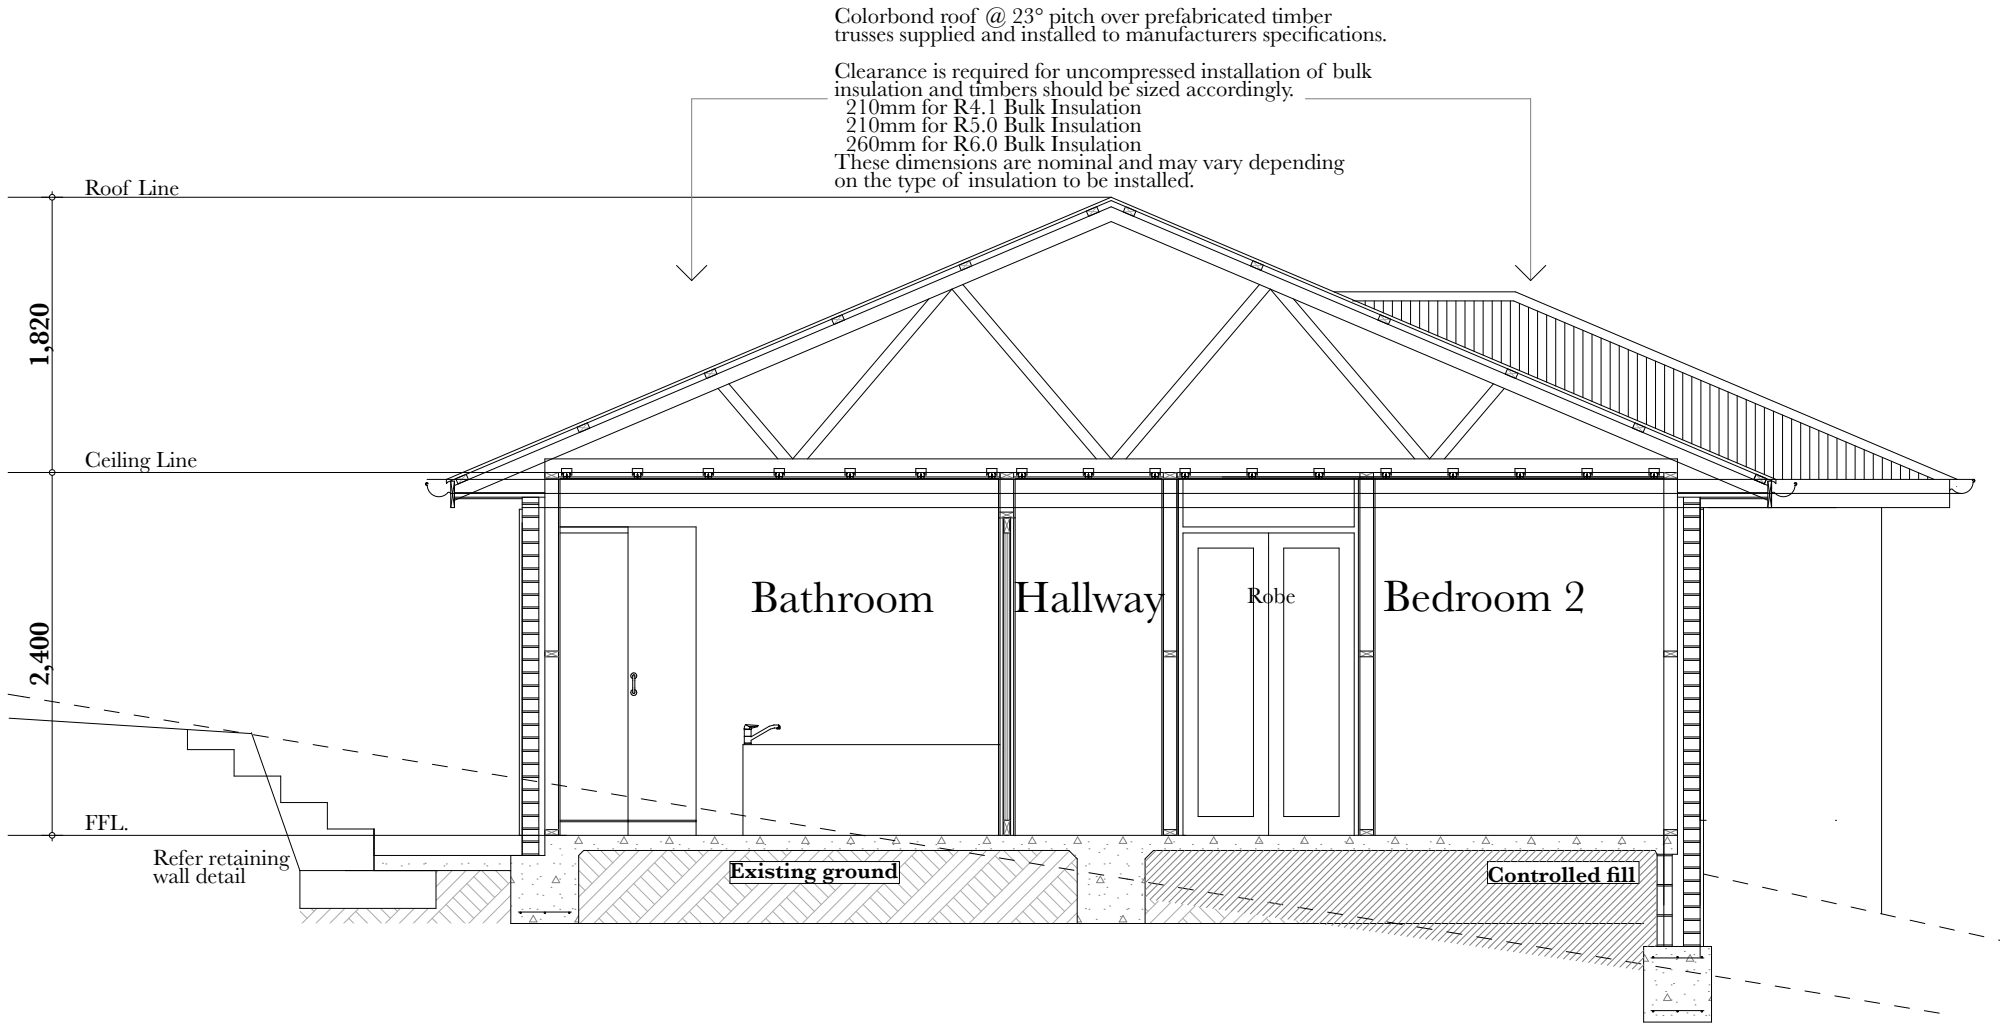 Colorbond roof @ 23° pitch over prefabricated timber
trusses supplied and installed to manufacturers specifications.
Clearance is required for uncompressed installation of bulk
insulation and timbers should be sized accordingly.
210mm for R4.1 Bulk Insulation
210mm for R5.0 Bulk Insulation
260mm for R6.0 Bulk Insulation
These dimensions are nominal and may vary depending
on the type of insulation to be installed.
Roof Line
1,820
Ceiling Line
Bathroom
Hallway
Robe
Bedroom 2
2,400
FFL.
Refer retaining
wall detail
Existing ground
Controlled fill